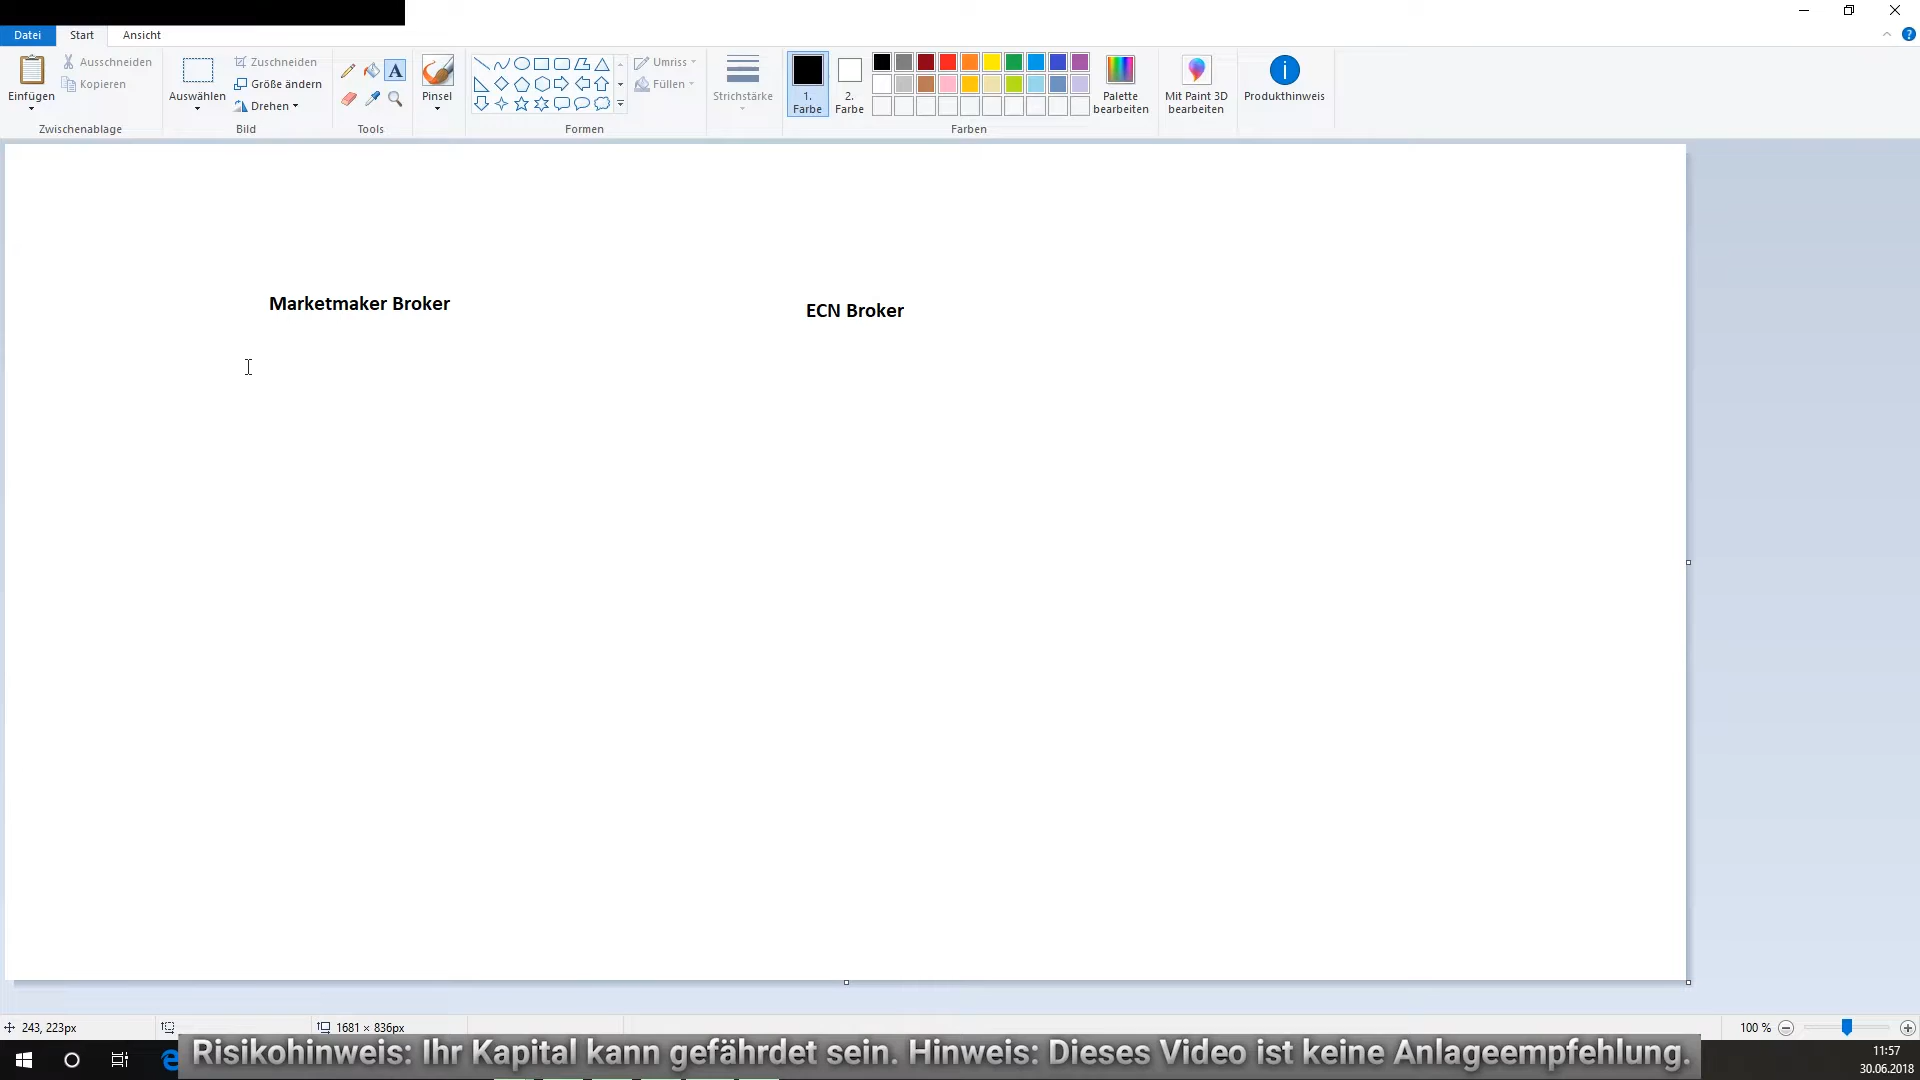 Datei Start Ansicht
Einfügen
Ausschneiden
Kopieren
Zwischenablage
Auswählen
Zuschneiden
Größe ändern
Drehen
Bild
A
Tools
Pinsel
Formen
Umriss
Füllen
Strichstärke
1.
Farbe
2.
Farbe
Farben
Palette
bearbeiten
Mit Paint 3D
bearbeiten
Produkthinweis
Marketmaker Broker
ECN Broker
243, 223px
1681 × 836px
100 %
Risikohinweis: Ihr Kapital kann gefährdet sein. Hinweis: Dieses Video ist keine Anlageempfehlung.
11:57
30.06.2018